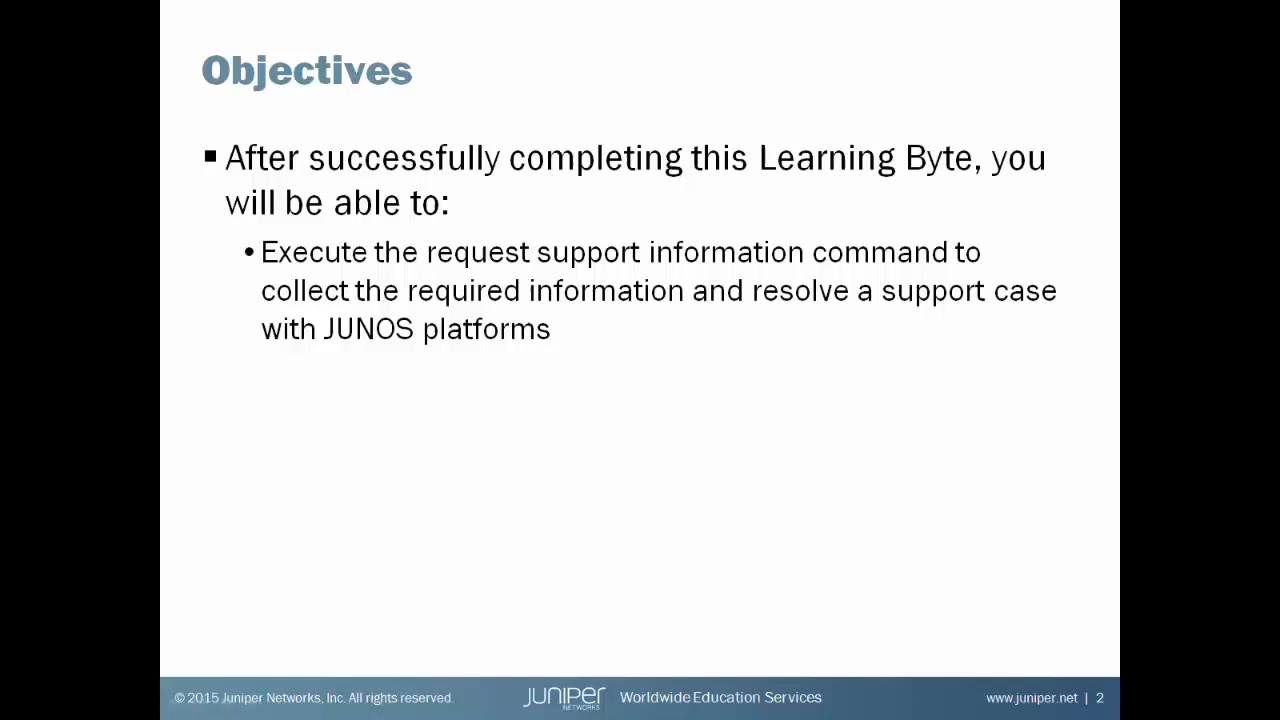 Objectives
▪ After successfully completing this Learning Byte, you
will be able to:
• Execute the request support information command to
collect the required information and resolve a support case
with JUNOS platforms
© 2015 Juniper Networks, Inc. All rights reserved.
JUNIPER
NETWORKS
Worldwide Education Services
www.juniper.net | 2